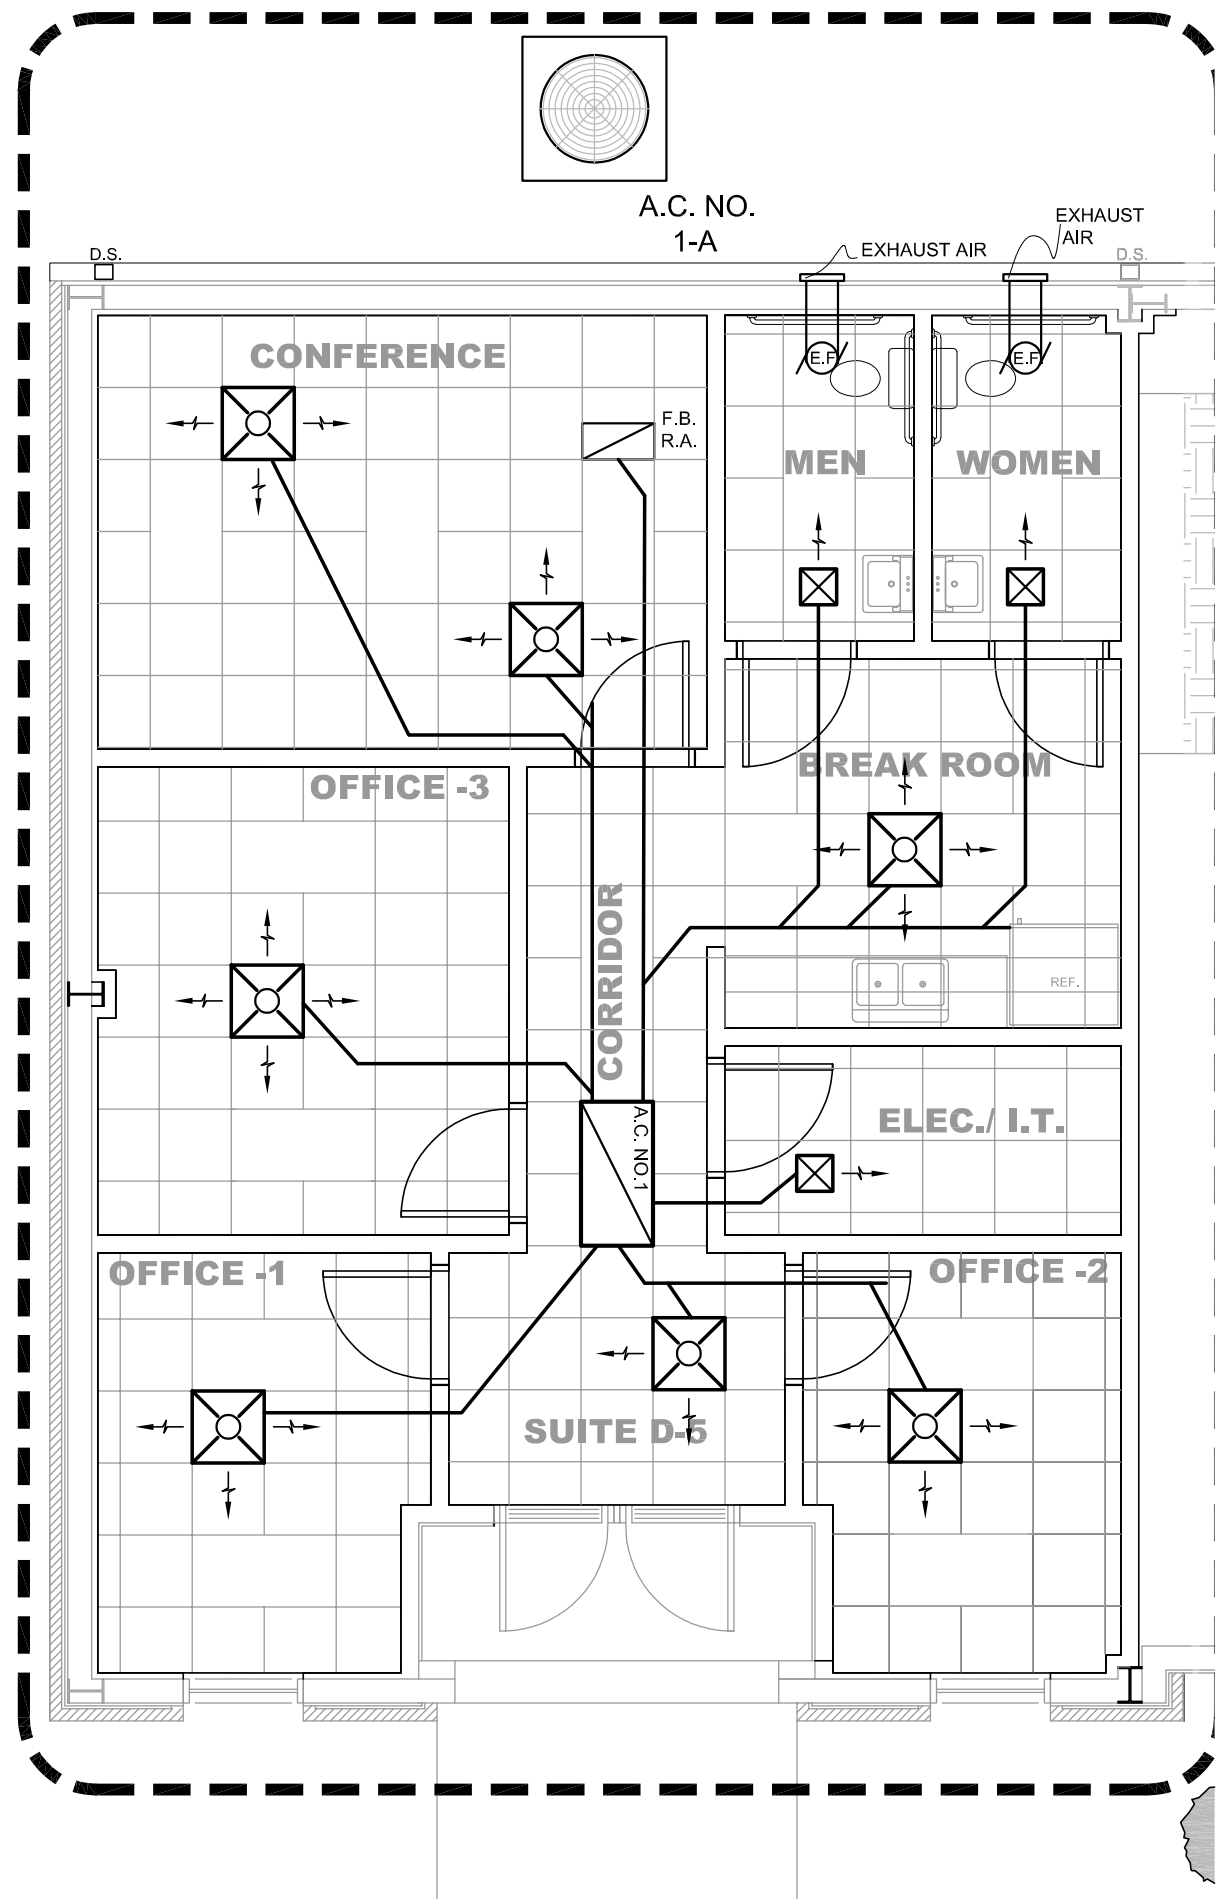 A.C. NO.
1-A
EXHAUST
AIR
EXHAUST AIR
D.S.
D.S.
CONFERENCE
E.F.
E.F.
F.B.
R.A.
MEN
WOMEN
BREAK ROOM
OFFICE -3
CORRIDOR
REF.
A.C. NO.1
ELEC./ I.T.
OFFICE -1
OFFICE -2
SUITE D-5